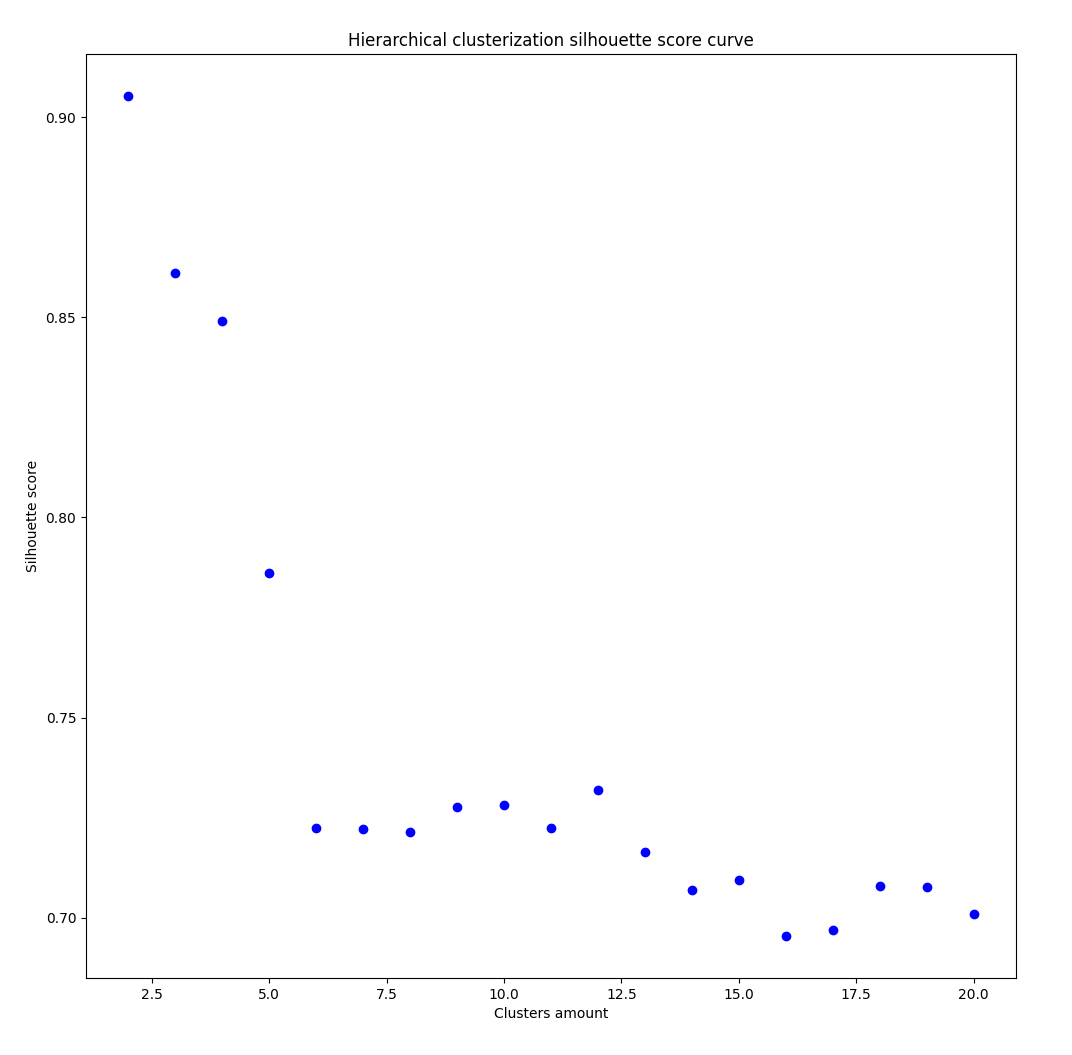 Hierarchical clusterization silhouette score curve
0.90
0.85
0.80
0.75
0.70
Silhouette score
2.5 5.0 7.5 10.0 12.5 15.0 17.5 20.0
Clusters amount